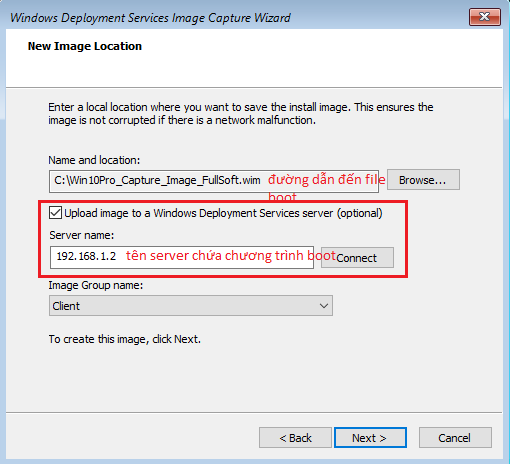 Windows Deployment Services Image Capture Wizard
New Image Location
Enter a local location where you want to save the install image. This ensures the
image is not corrupted if there is a network malfunction.
Name and location:
C:\Win10Pro_Capture_Image_FullSoft.wim đường dẫn đến file Browse...
boot
Upload image to a Windows Deployment Services server (optional)
Server name:
192.168.1.2 tên server chứa chương trình boot Connect
Image Group name:
Client
To create this image, click Next.
< Back Next > Cancel